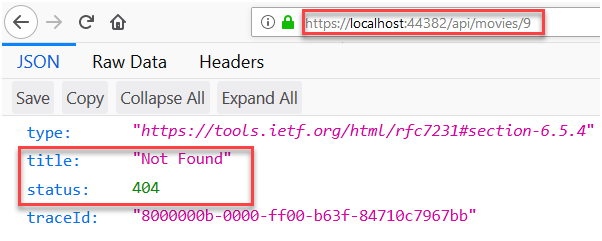 https://localhost:44382/api/movies/9
JSON Raw Data Headers
Save Copy Collapse All Expand All
type: "https://tools.ietf.org/html/rfc7231#section-6.5.4"
title: "Not Found"
status: 404
traceId: "8000000b-0000-ff00-b63f-84710c7967bb"